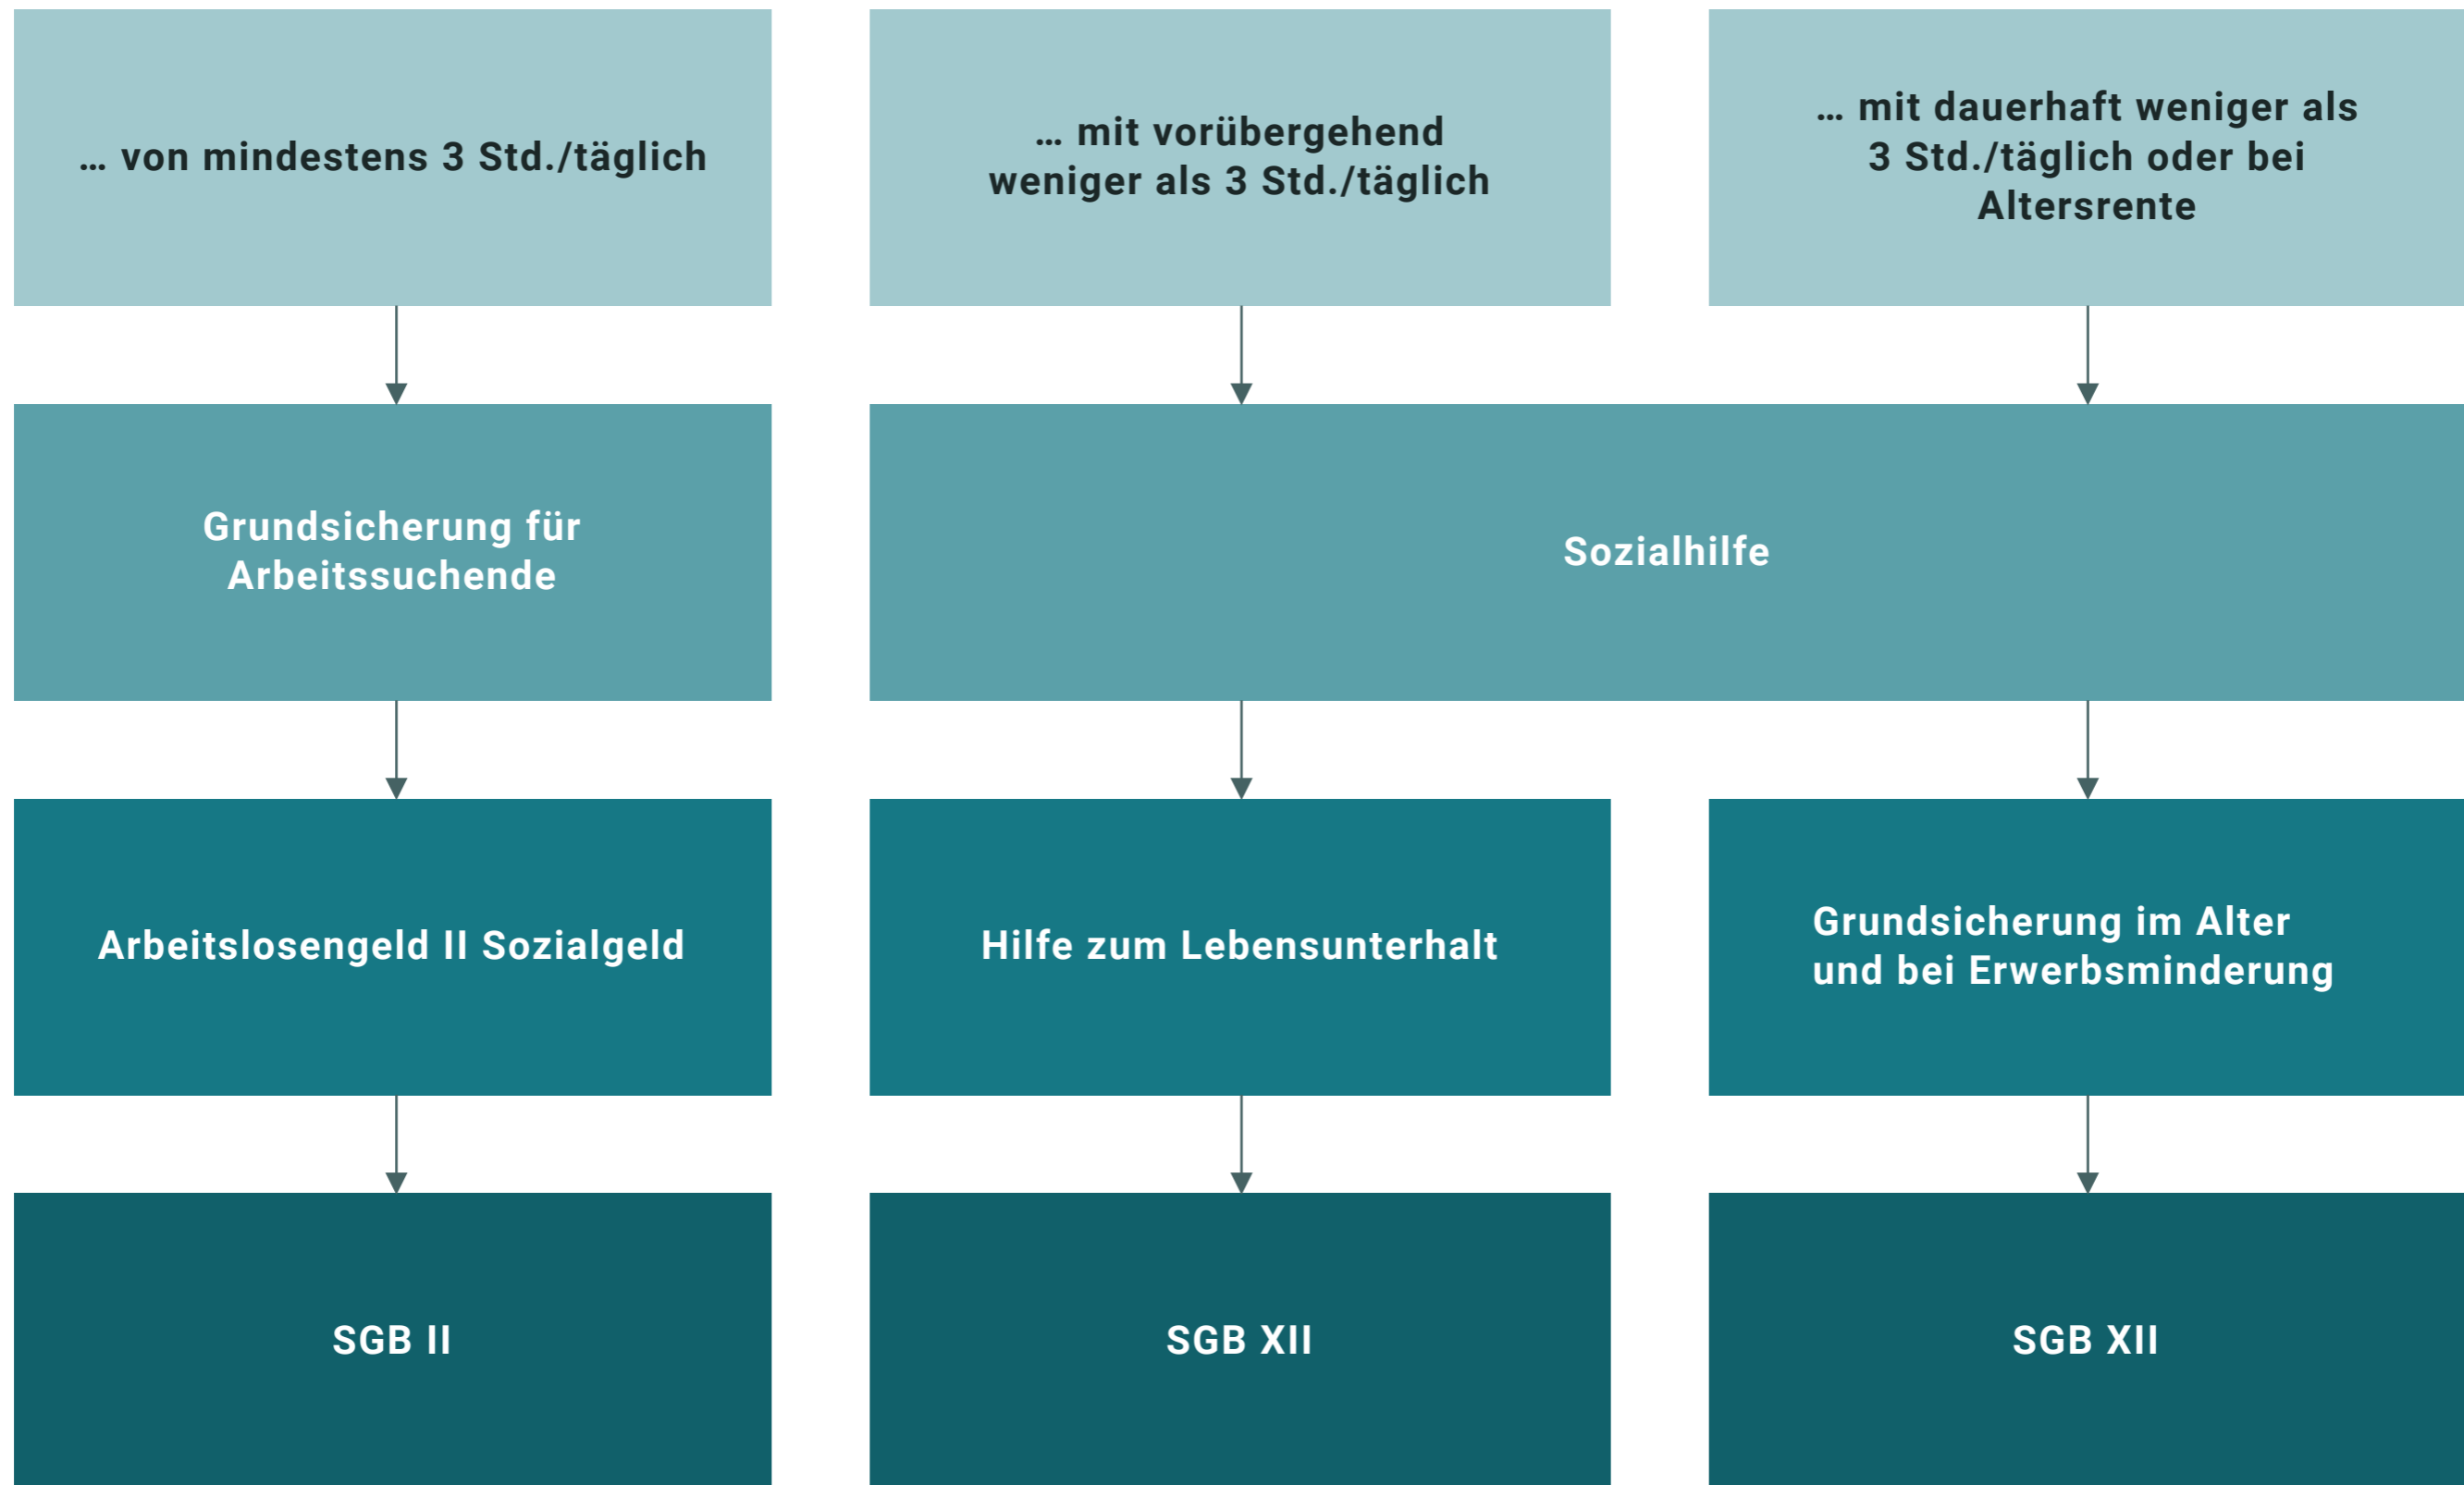 … von mindestens 3 Std./täglich
… mit vorübergehend
weniger als 3 Std./täglich
… mit dauerhaft weniger als
3 Std./täglich oder bei
Altersrente
Grundsicherung für
Arbeitssuchende
Sozialhilfe
Arbeitslosengeld II Sozialgeld
Hilfe zum Lebensunterhalt
Grundsicherung im Alter
und bei Erwerbsminderung
SGB II
SGB XII
SGB XII